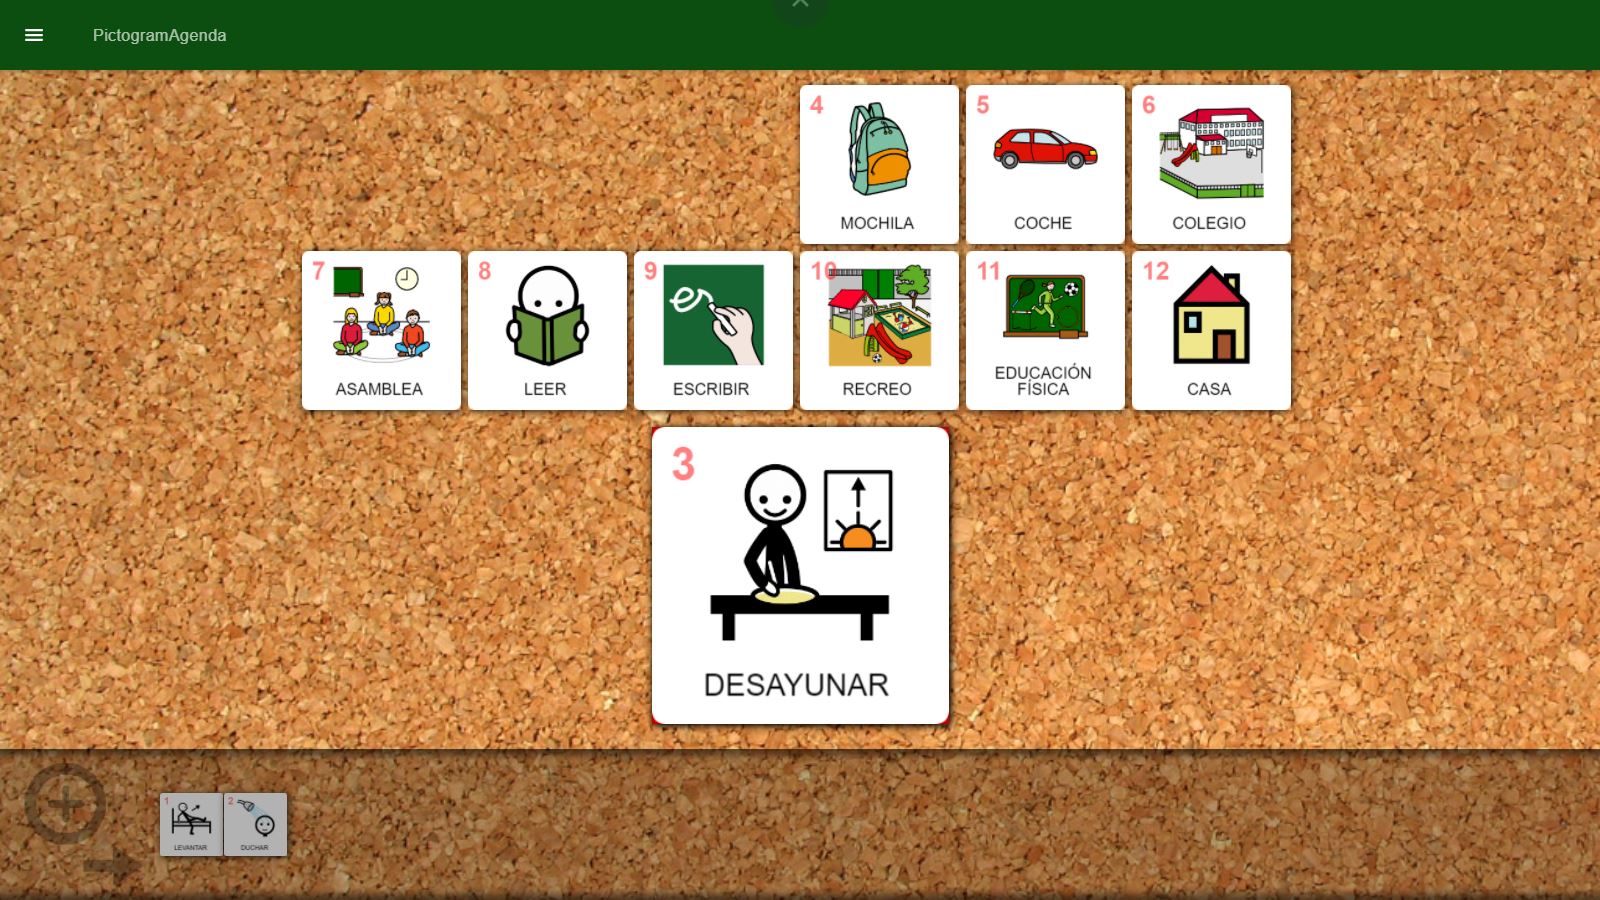 PictogramAgenda
4
MOCHILA
5
COCHE
6
COLEGIO
7
ASAMBLEA
8
LEER
9
er
ESCRIBIR
10
RECREO
11
EDUCACIÓN
FÍSICA
12
CASA
3
DESAYUNAR
1
LEVANTAR
2
DUCHAR